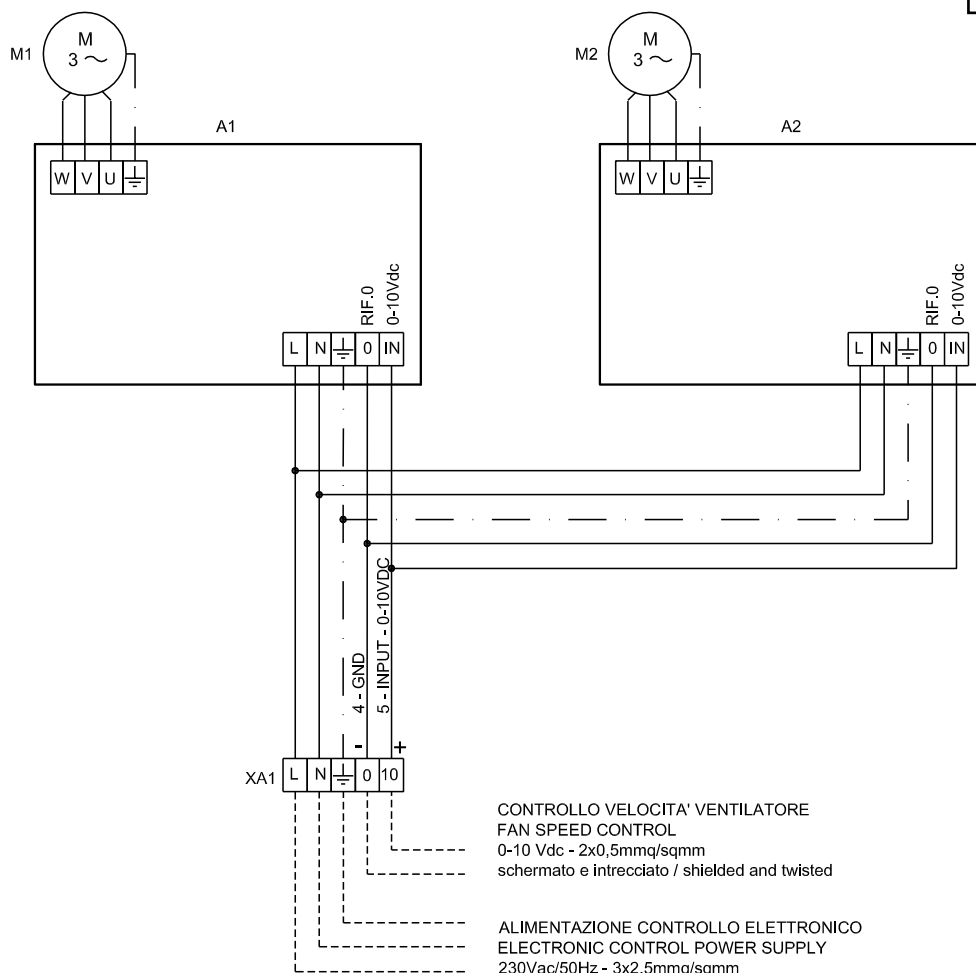 M1
M
3
M2
M
3
A1
A2
W V U
W V U
RIF.0
0-10Vdc
RIF.0
0-10Vdc
L N 0 IN
L N 0 IN
4 - GND
5 - INPUT - 0-10VDC
- +
XA1
L N 0 10
CONTROLLO VELOCITA' VENTILATORE
FAN SPEED CONTROL
0-10 Vdc - 2x0,5mmq/sqmm
schermato e intrecciato / shielded and twisted
ALIMENTAZIONE CONTROLLO ELETTRONICO
ELECTRONIC CONTROL POWER SUPPLY
230Vac/50Hz - 3x2,5mmq/sqmm